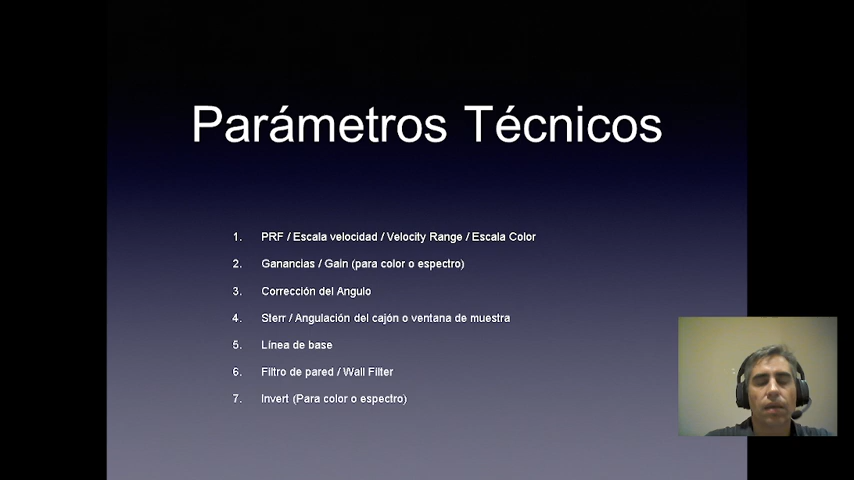 Parámetros Técnicos
1. PRF / Escala velocidad / Velocity Range / Escala Color
2. Ganancias / Gain (para color o espectro)
3. Corrección del Angulo
4. Sterr / Angulación del cajón o ventana de muestra
5. Línea de base
6. Filtro de pared / Wall Filter
7. Invert (Para color o espectro)